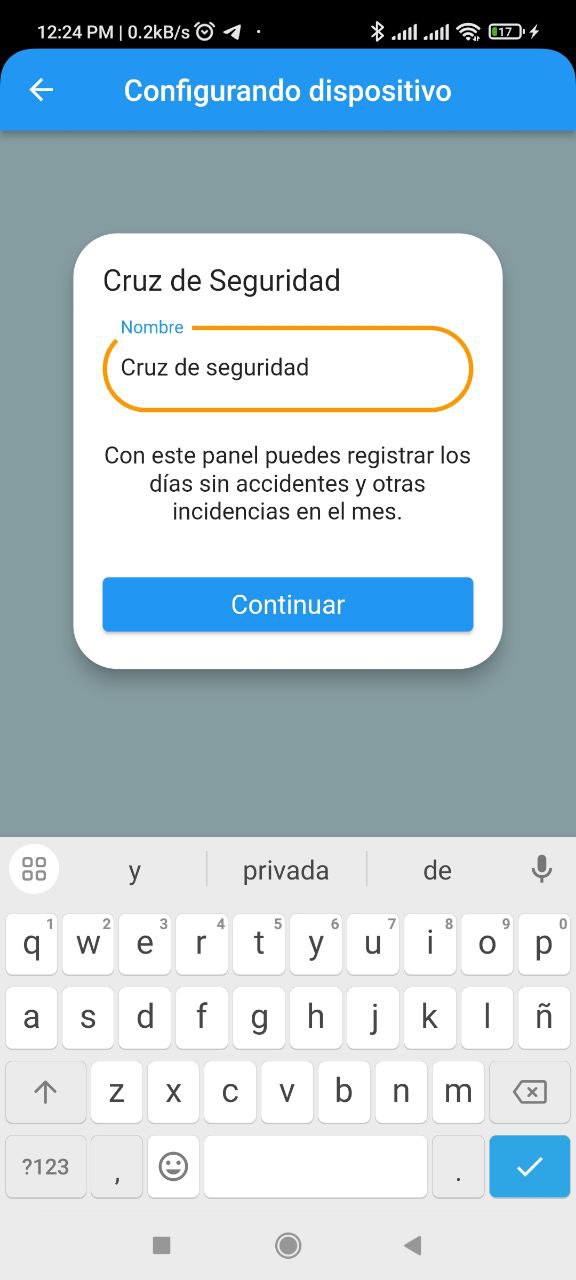 12:24 PM | 0.2kB/s
17
Configurando dispositivo
Cruz de Seguridad
Nombre
Cruz de seguridad
Con este panel puedes registrar los
días sin accidentes y otras
incidencias en el mes.
Continuar
y privada de
1 2 3 4 5 6 7 8 9 0
q w e r t y u i o p
a s d f g h j k l ñ
z x c v b n m
?123 , .